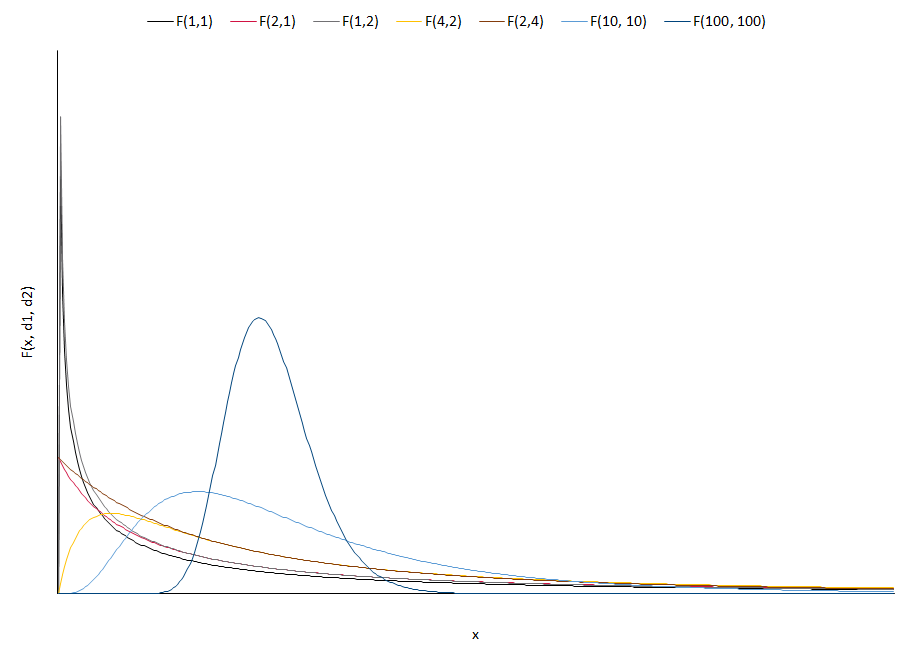 F(1,1) F(2,1) F(1,2) F(4,2) F(2,4) F(10, 10) F(100, 100)
F(x, d1, d2)
x